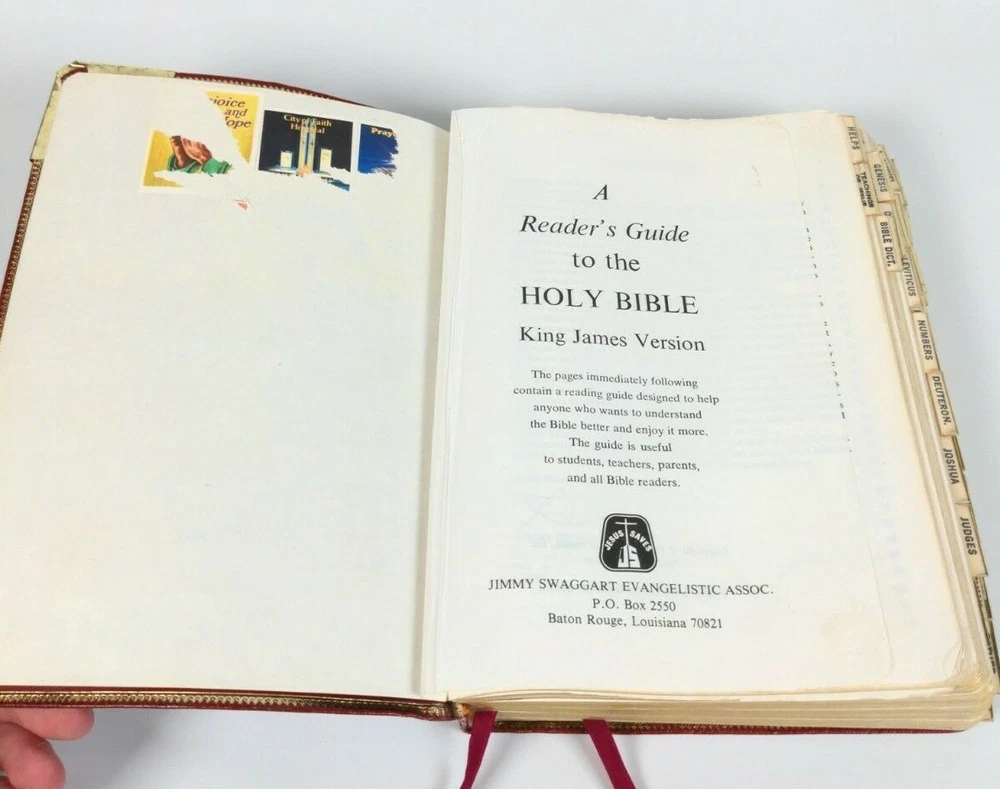 and
City of Faith
Hospital
A
Reader's Guide
to the
HOLY BIBLE
King James Version
The pages immediately following
contain a reading guide designed to help
anyone who wants to understand
the Bible better and enjoy it more.
The guide is useful
to students, teachers, parents,
and all Bible readers.
JESUS SAVES
JS
JIMMY SWAGGART EVANGELISTIC ASSOC.
P.O. Box 2550
Baton Rouge, Louisiana 70821
HELPS
GENESIS
BIBLE DICT.
LEVITICUS
NUMBERS
DEUTERON.
JOSHUA
JUDGES